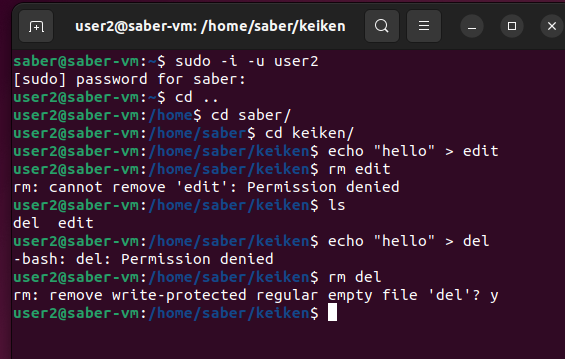 user2@saber-vm: /home/saber/keiken
saber@saber-vm:~$ sudo -i -u user2
[sudo] password for saber:
user2@saber-vm:~$ cd ..
user2@saber-vm:/home$ cd saber/
user2@saber-vm:/home/saber$ cd keiken/
user2@saber-vm:/home/saber/keiken$ echo "hello" > edit
user2@saber-vm:/home/saber/keiken$ rm edit
rm: cannot remove 'edit': Permission denied
user2@saber-vm:/home/saber/keiken$ ls
del  edit
user2@saber-vm:/home/saber/keiken$ echo "hello" > del
-bash: del: Permission denied
user2@saber-vm:/home/saber/keiken$ rm del
rm: remove write-protected regular empty file 'del'? y
user2@saber-vm:/home/saber/keiken$